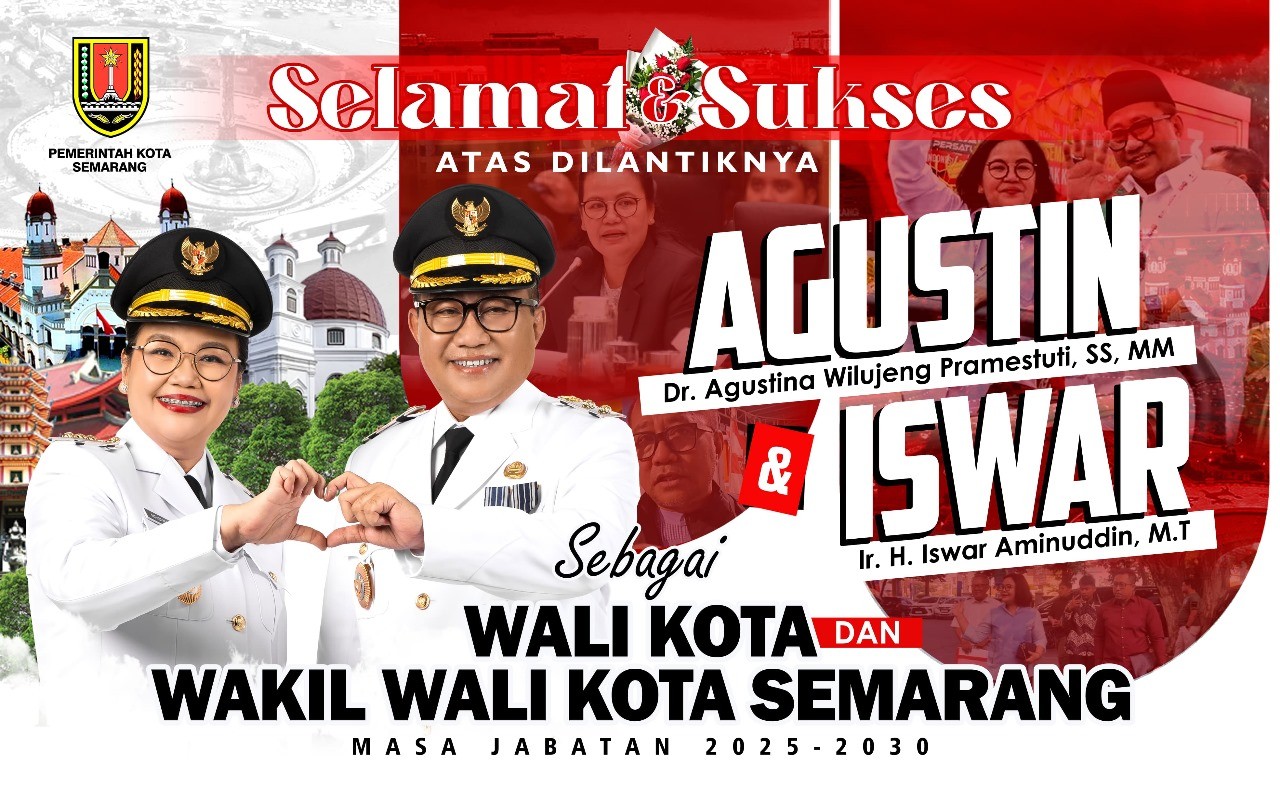 PEMERINTAH KOTA
SEMARANG
Selamat & Sukses
ATAS DILANTIKNYA
AGUSTIN
Dr. Agustina Wilujeng Pramestuti, SS, MM
&
ISWAR
Ir. H. Iswar Aminuddin, M.T
Sebagai
WALI KOTA DAN
WAKIL WALI KOTA SEMARANG
MASA JABATAN 2025-2030